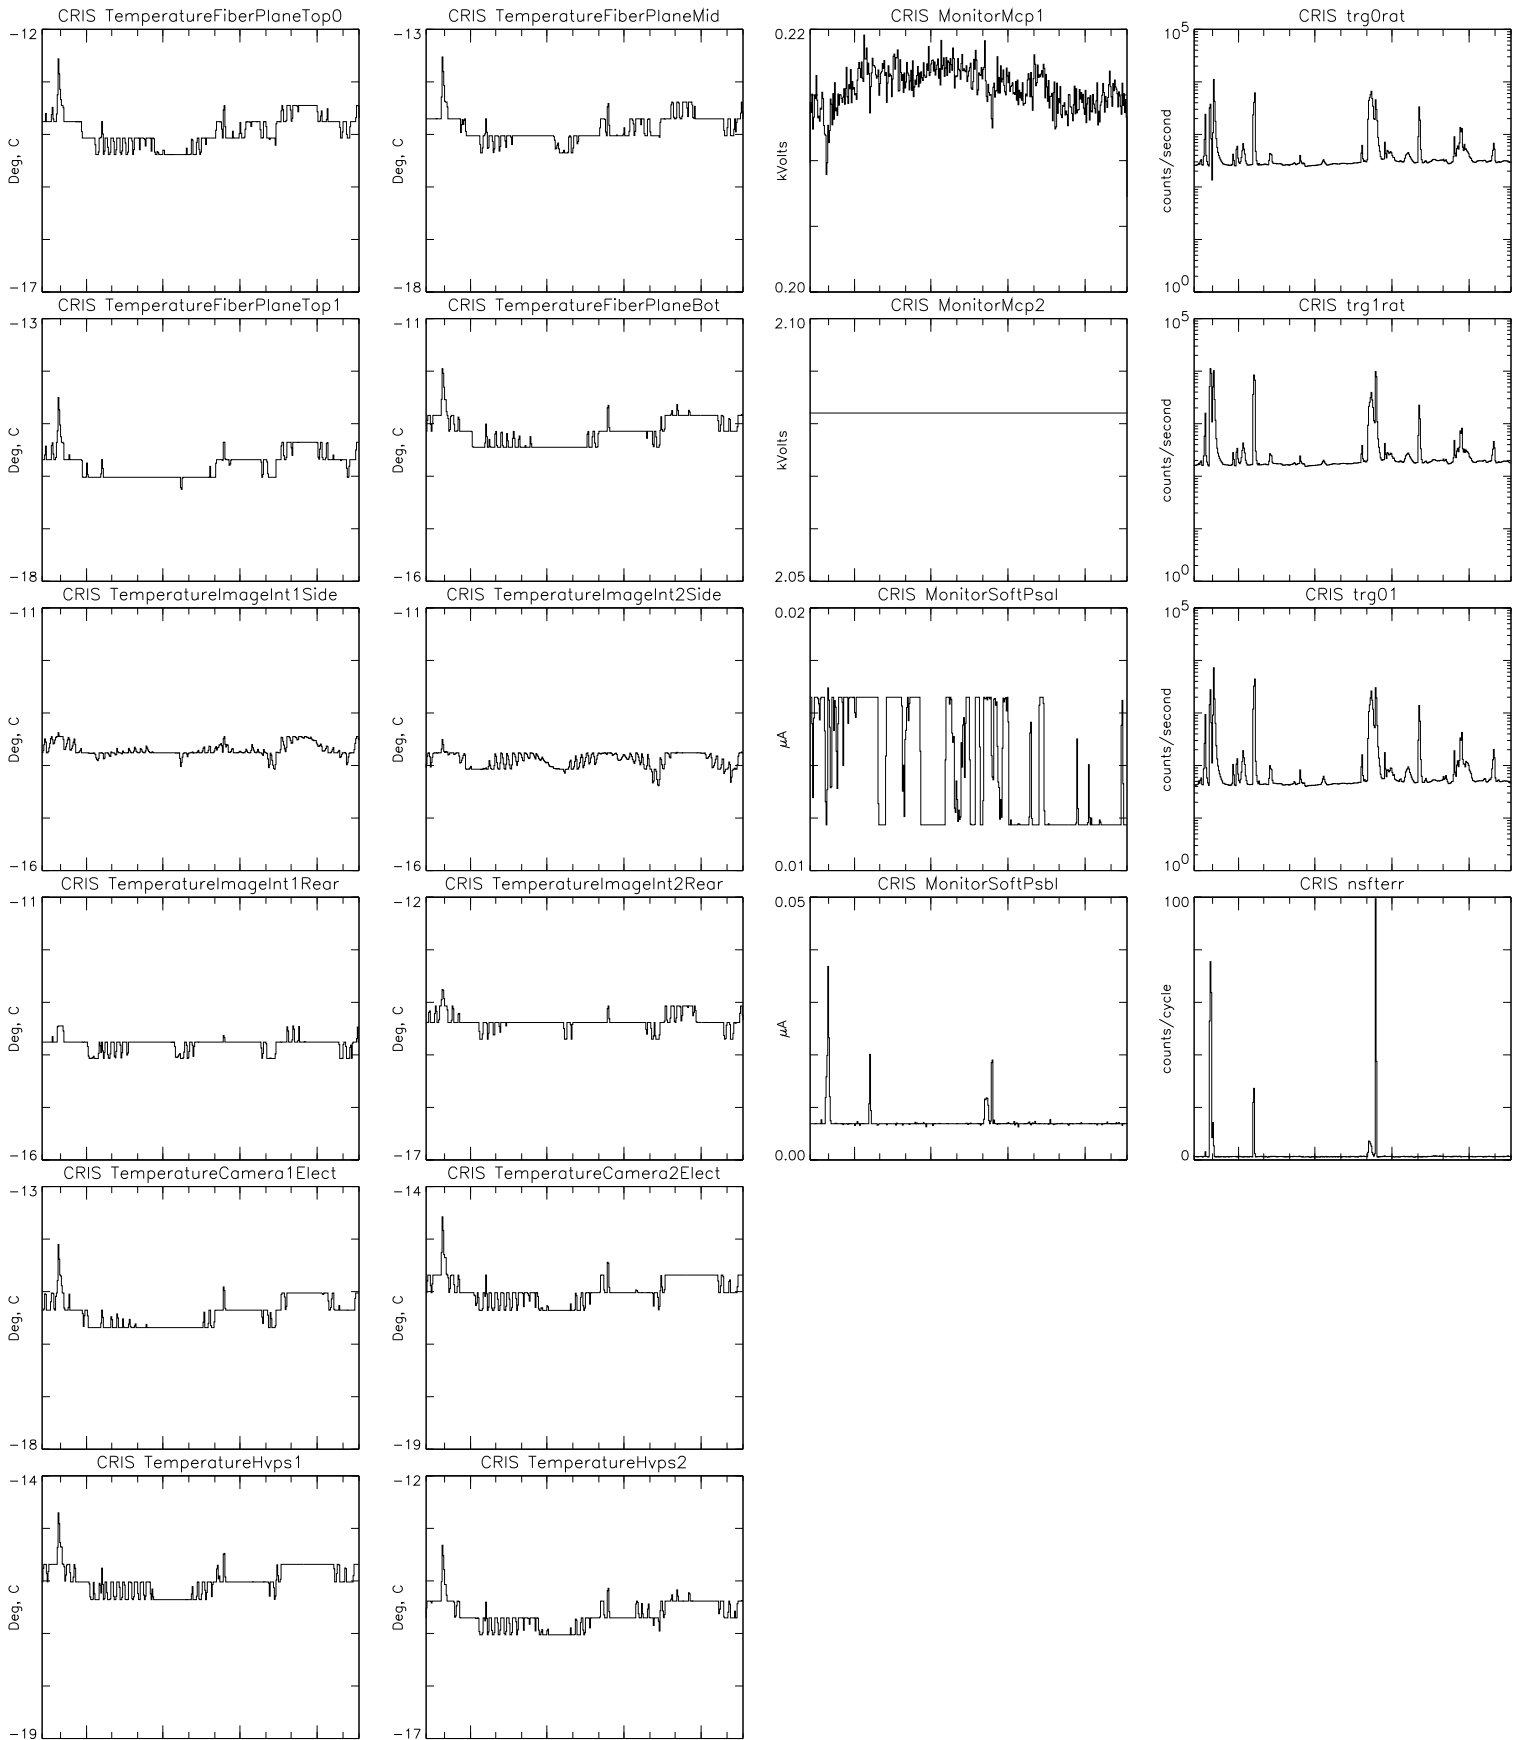 CRIS TemperatureFiberPlaneTop0
CRIS TemperatureFiberPlaneMid
CRIS MonitorMcp1
CRIS trg0rat
-12
Deg, C
-17
-13
Deg, C
-18
0.22
kVolts
0.20
10^5
counts/second
10^0
CRIS TemperatureFiberPlaneTop1
CRIS TemperatureFiberPlaneBot
CRIS MonitorMcp2
CRIS trg1rat
-13
Deg, C
-18
-11
Deg, C
-16
2.10
kVolts
2.05
10^5
counts/second
10^0
CRIS TemperatureImageInt1Side
CRIS TemperatureImageInt2Side
CRIS MonitorSoftPsaI
CRIS trg01
-11
Deg, C
-16
-11
Deg, C
-16
0.02
μA
0.01
10^5
counts/second
10^0
CRIS TemperatureImageInt1Rear
CRIS TemperatureImageInt2Rear
CRIS MonitorSoftPsbI
CRIS nsfterr
-11
Deg, C
-16
-12
Deg, C
-17
0.05
μA
0.00
100
counts/cycle
0
CRIS TemperatureCamera1Elect
CRIS TemperatureCamera2Elect
-13
Deg, C
-18
-14
Deg, C
-19
CRIS TemperatureHvps1
CRIS TemperatureHvps2
-14
Deg, C
-19
-12
Deg, C
-17